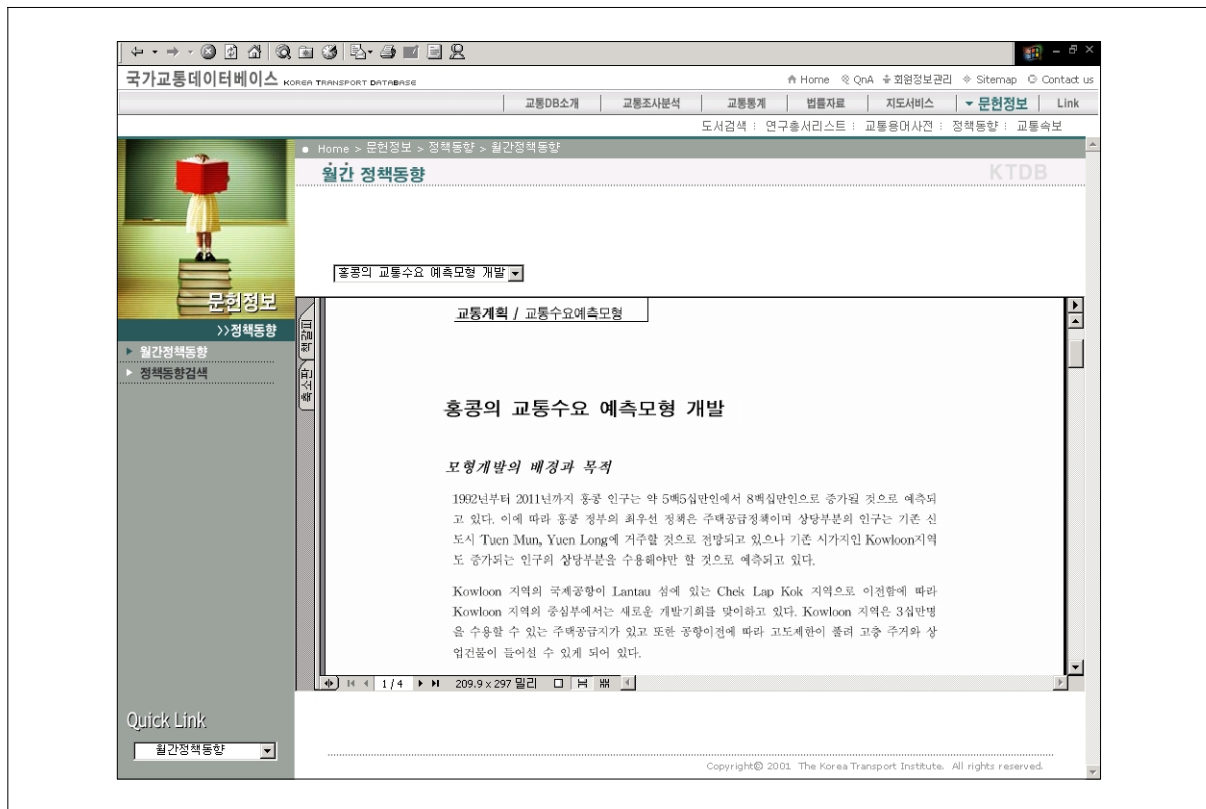 국가교통데이터베이스 KOREA TRANSPORT DATABASE
Home QnA 회원정보관리 Sitemap Contact us
교통DB소개 교통조사분석 교통통계 법률자료 지도서비스 문헌정보 Link
도서검색 : 연구총서리스트 : 교통용어사전 : 정책동향 : 교통속보
Home > 문헌정보 > 정책동향 > 월간정책동향
월간 정책동향
KTDB
문헌정보
>>정책동향
월간정책동향
정책동향검색
홍콩의 교통수요 예측모형 개발
책갈피
축소판
교통계획 / 교통수요예측모형
홍콩의 교통수요 예측모형 개발
모형개발의 배경과 목적
1992년부터 2011년까지 홍콩 인구는 약 5백5십만인에서 8백십만인으로 증가될 것으로 예측되
고 있다. 이에 따라 홍콩 정부의 최우선 정책은 주택공급정책이며 상당부분의 인구는 기존 신
도시 Tuen Mun, Yuen Long에 거주할 것으로 전망되고 있으나 기존 시가지인 Kowloon지역
도 증가되는 인구의 상당부분을 수용해야만 할 것으로 예측되고 있다.
Kowloon 지역의 국제공항이 Lantau 섬에 있는 Chek Lap Kok 지역으로 이전함에 따라
Kowloon 지역의 중심부에서는 새로운 개발기회를 맞이하고 있다. Kowloon 지역은 3십만명
을 수용할 수 있는 주택공급지가 있고 또한 공항이전에 따라 고도제한이 풀려 고층 주거와 상
업건물이 들어설 수 있게 되어 있다.
1 / 4 209.9 x 297 밀리
Quick Link
월간정책동향
Copyright© 2001 The Korea Transport Institute. All rights reserved.